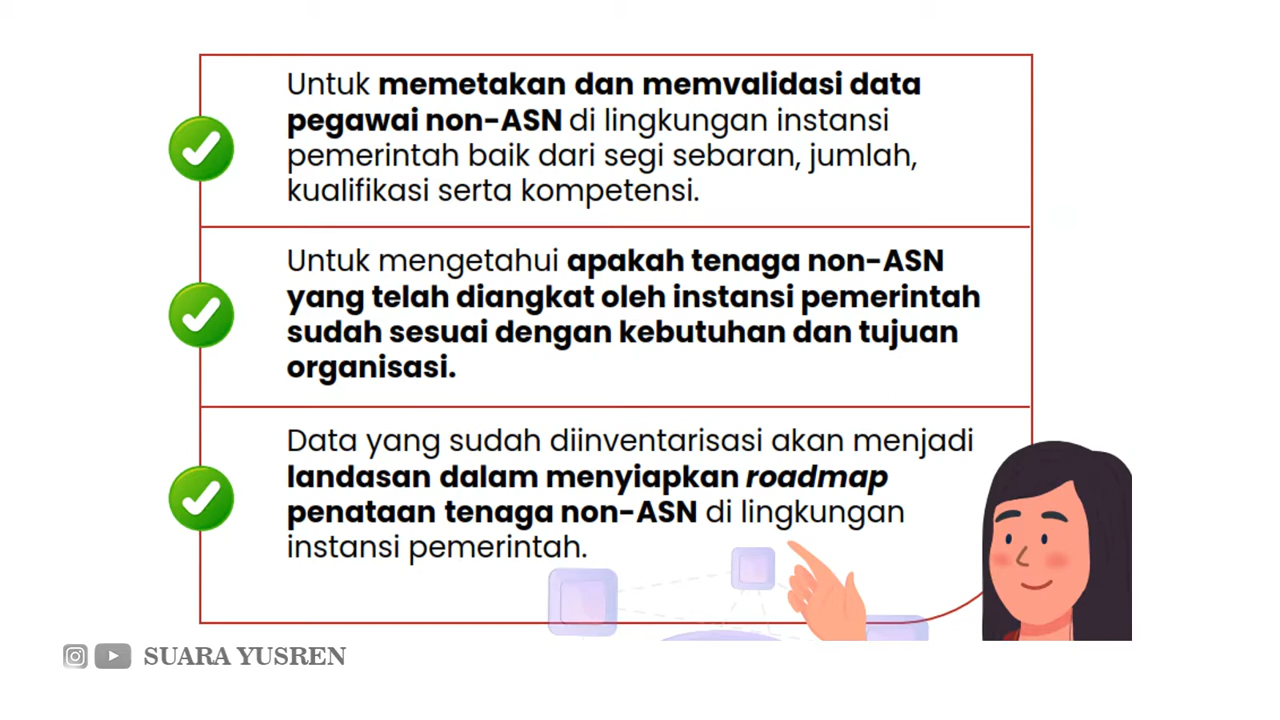 Untuk memetakan dan memvalidasi data
pegawai non-ASN di lingkungan instansi
pemerintah baik dari segi sebaran, jumlah,
kualifikasi serta kompetensi.
Untuk mengetahui apakah tenaga non-ASN
yang telah diangkat oleh instansi pemerintah
sudah sesuai dengan kebutuhan dan tujuan
organisasi.
Data yang sudah diinventarisasi akan menjadi
landasan dalam menyiapkan roadmap
penataan tenaga non-ASN di lingkungan
instansi pemerintah.
SUARA YUSREN